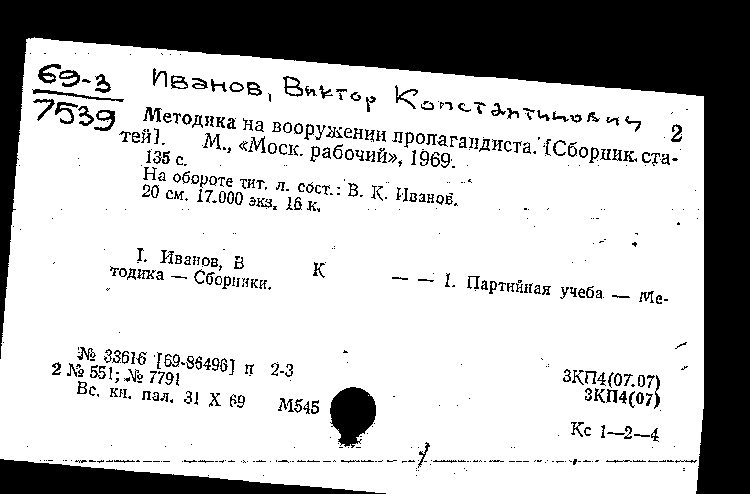 69-3
7539
Иванов, Виктор Константинович
2
Методика на вооружении пропагандиста. [Сборник ста-
тей]. М., «Моск. рабочий», 1969.
135 с.
На обороте тит. л. сост.: В. К. Иванов.
20 см. 17.000 экз. 16 к.
I. Иванов, В К — — 1. Партийная учеба — Ме-
тодика — Сборники.
№ 33616 [69-86496] п 2-3
2 № 551; № 7791
Вс. кн. пал. 31 X 69 М545
3КП4(07.07)
3КП4(07)
Кс 1—2—4